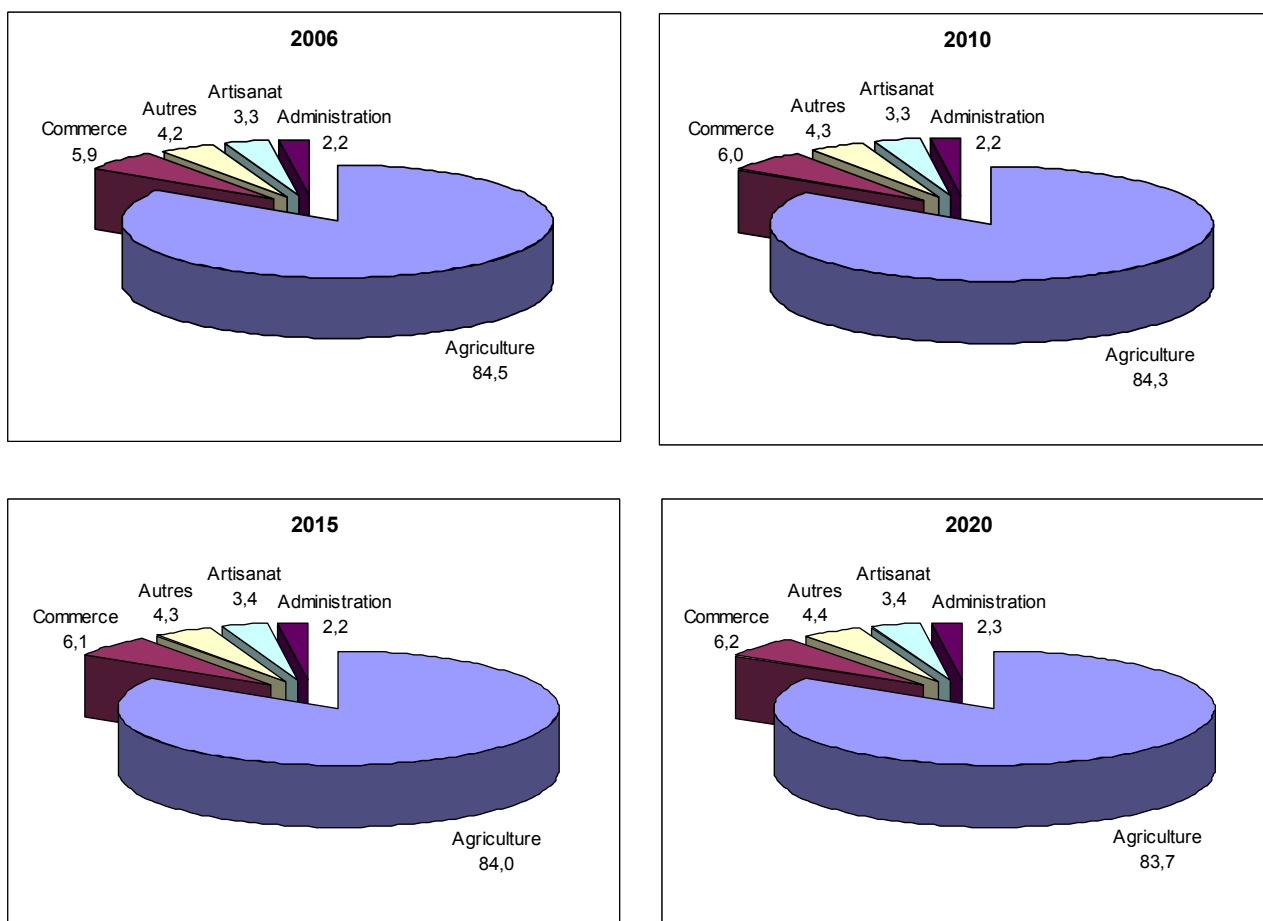 2006
Artisanat
3,3
Autres
4,2
Administration
2,2
Commerce
5,9
Agriculture
84,5
2010
Artisanat
3,3
Autres
4,3
Administration
2,2
Commerce
6,0
Agriculture
84,3
2015
Artisanat
3,4
Autres
4,3
Administration
2,2
Commerce
6,1
Agriculture
84,0
2020
Artisanat
3,4
Autres
4,4
Administration
2,3
Commerce
6,2
Agriculture
83,7